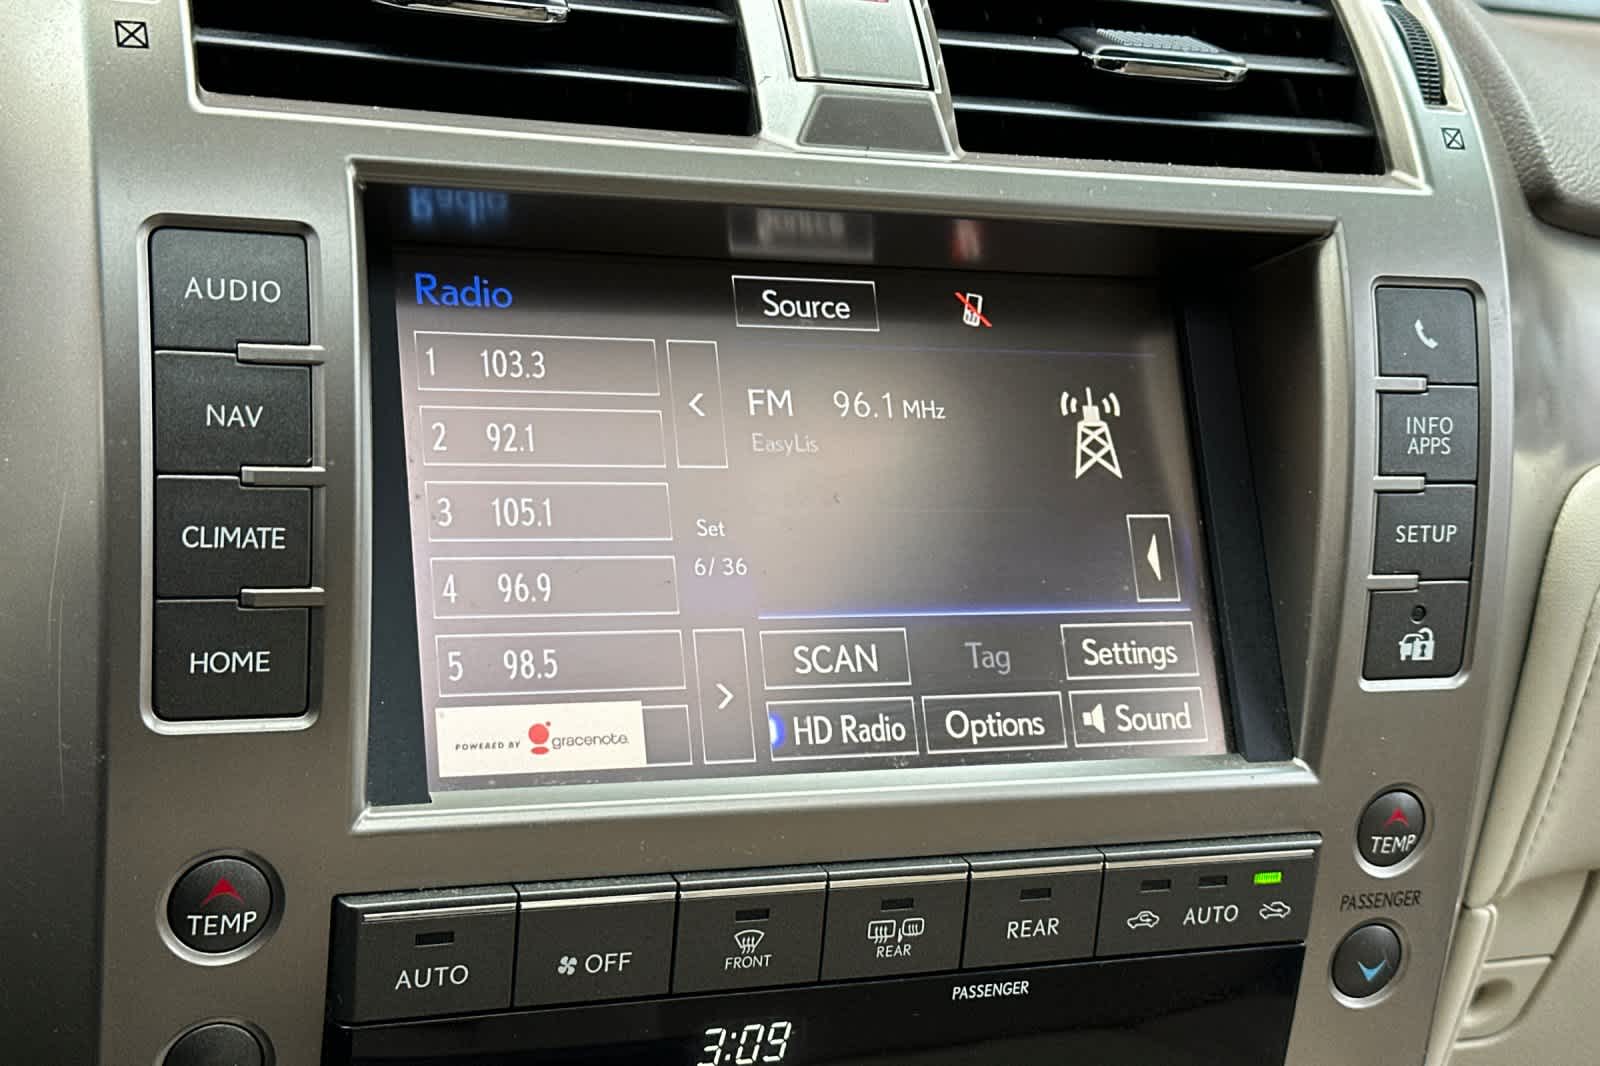 Radio
Source
AUDIO
NAV
CLIMATE
HOME
1 103.3
2 92.1
3 105.1
4 96.9
5 98.5
<
>
Set
6/ 36
FM 96.1 MHz
EasyLis
SCAN
Tag
Settings
HD Radio
Options
Sound
POWERED BY gracenote.
INFO
APPS
SETUP
TEMP
TEMP
PASSENGER
AUTO
OFF
FRONT
REAR
REAR
AUTO
PASSENGER
3:09